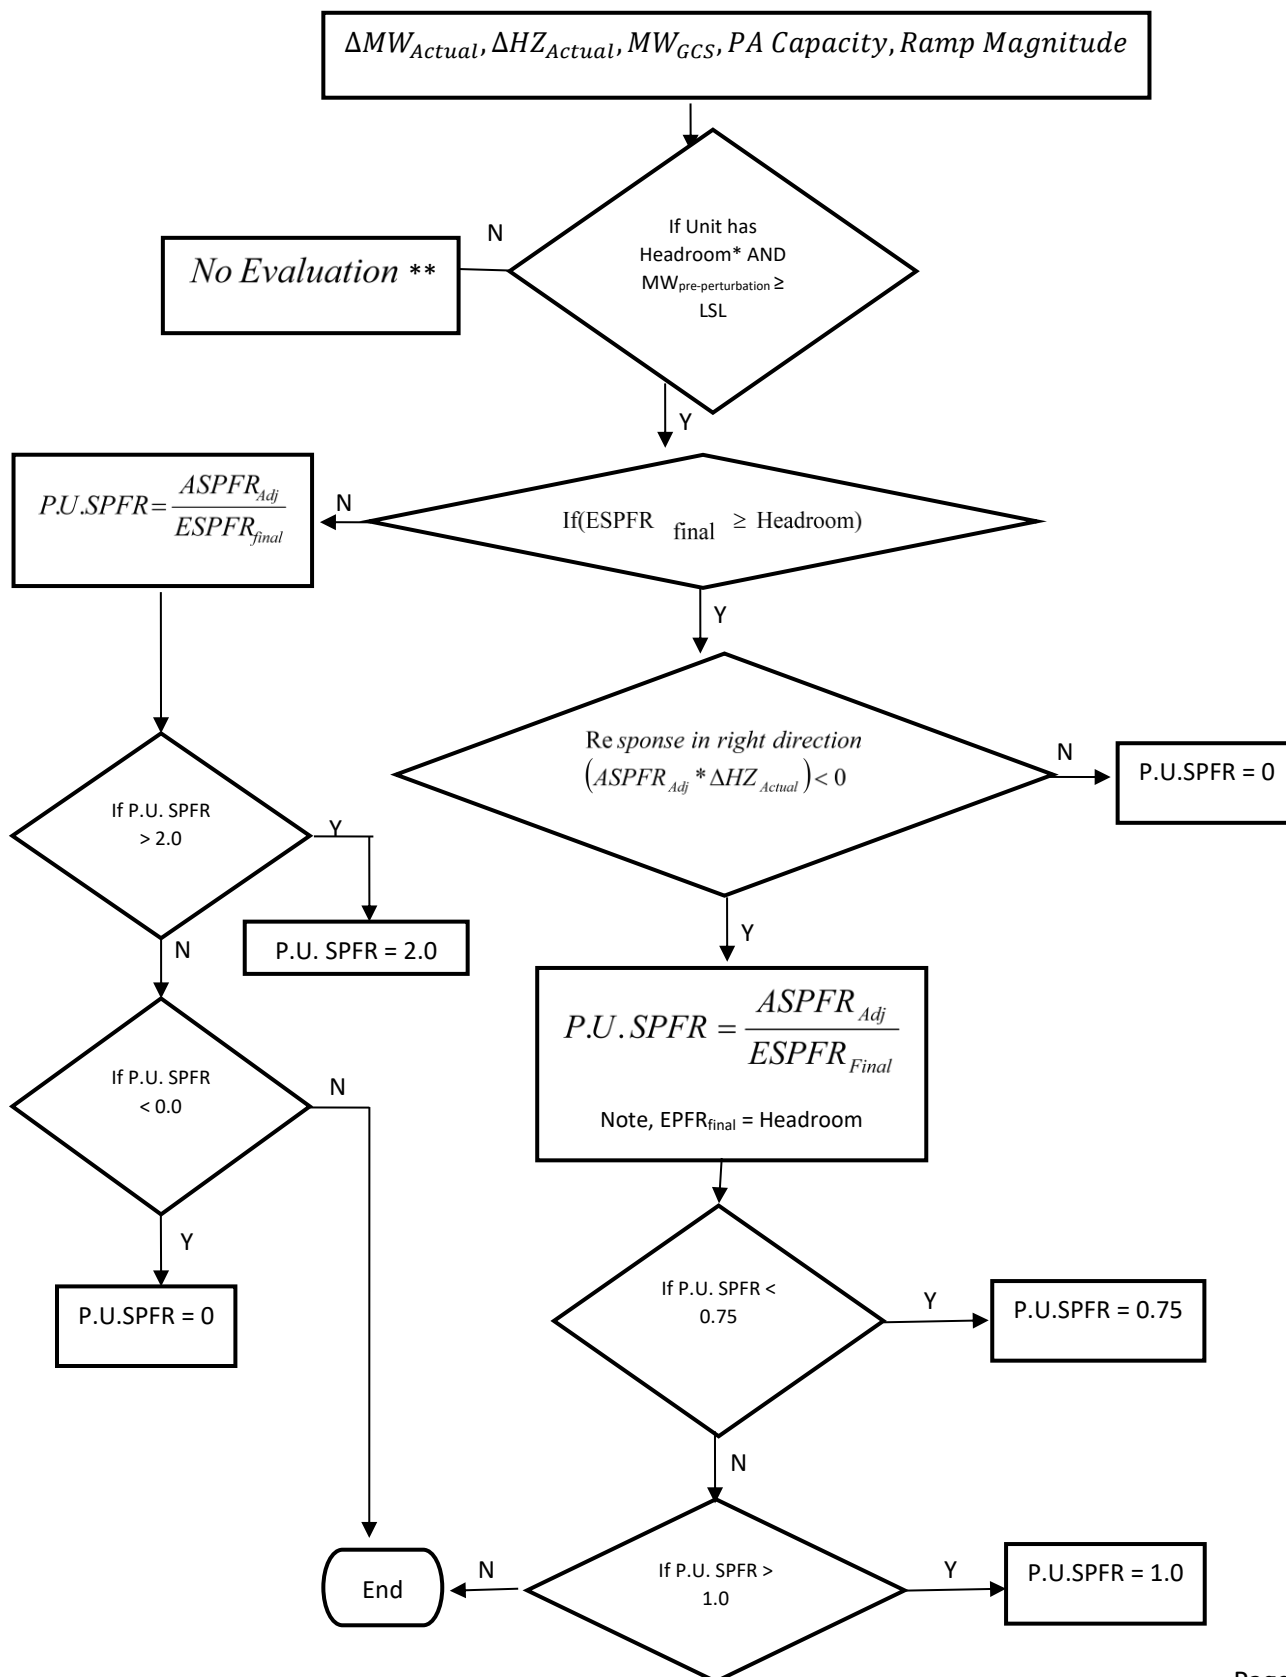 ΔMW_Actual, ΔHZ_Actual, MW_GCS, PA Capacity, Ramp Magnitude
If Unit has
Headroom* AND
MW_pre-perturbation ≥
LSL
N
No Evaluation **
Y
If(ESPFR final ≥ Headroom)
N
P.U.SPFR = ASPFR_Adj / ESPFR_final
Y
Re sponse in right direction
(ASPFR_Adj * ΔHZ_Actual) < 0
N
P.U.SPFR = 0
If P.U. SPFR
> 2.0
Y
P.U. SPFR = 2.0
N
Y
P.U.SPFR = ASPFR_Adj / ESPFR_Final
Note, EPFR_final = Headroom
If P.U. SPFR
< 0.0
N
Y
P.U.SPFR = 0
If P.U. SPFR <
0.75
Y
P.U.SPFR = 0.75
N
If P.U. SPFR >
1.0
N
End
Y
P.U.SPFR = 1.0